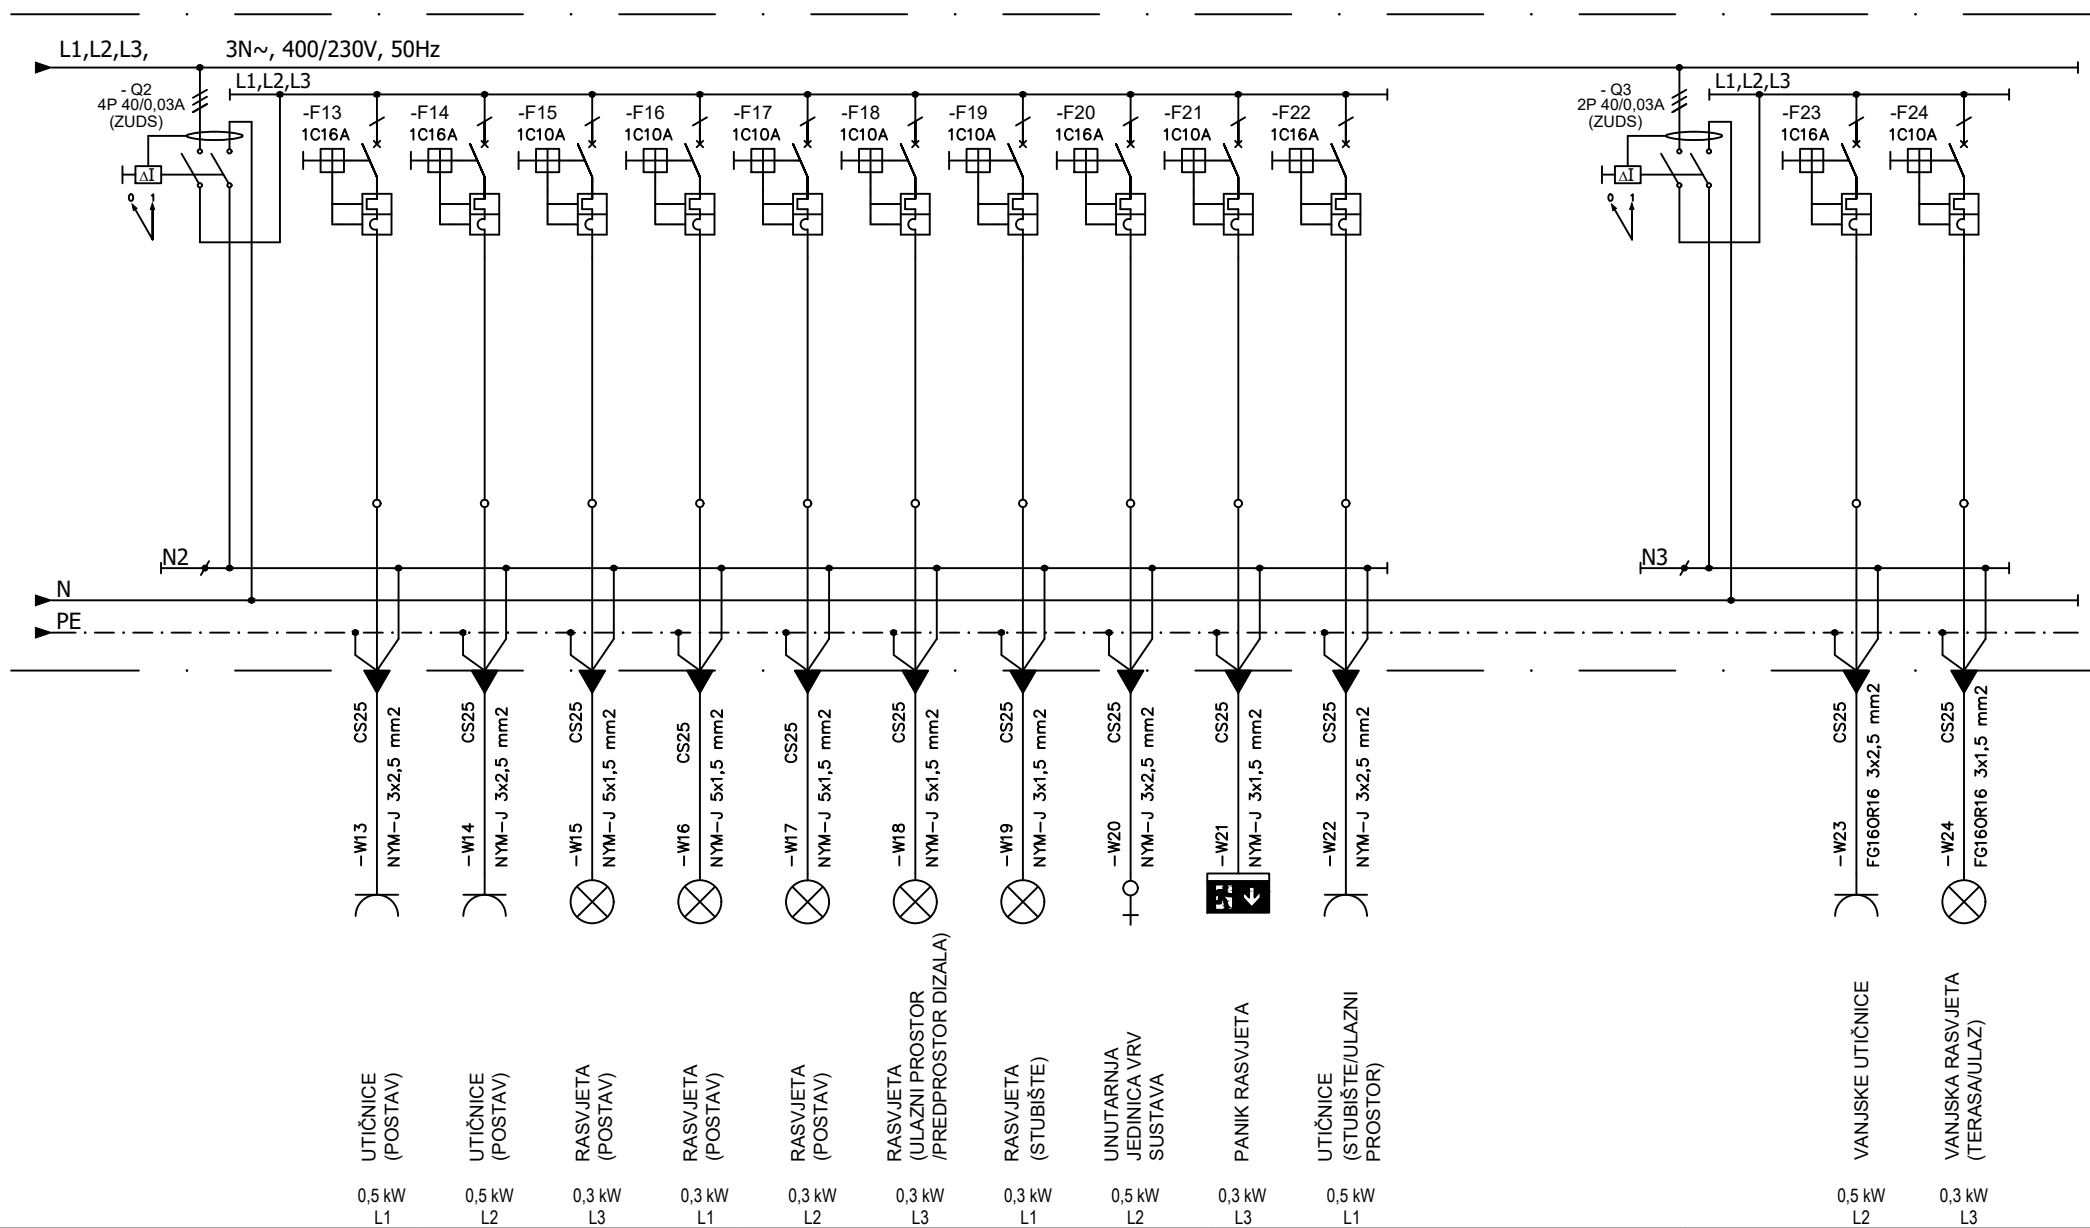 L1,L2,L3,
3N~, 400/230V, 50Hz
- Q2
4P 40/0,03A
(ZUDS)
L1,L2,L3
ΔI
0 1
-F13
1C16A
-F14
1C16A
-F15
1C10A
-F16
1C10A
-F17
1C10A
-F18
1C10A
-F19
1C10A
-F20
1C16A
-F21
1C10A
-F22
1C16A
- Q3
2P 40/0,03A
(ZUDS)
L1,L2,L3
ΔI
0 1
-F23
1C16A
-F24
1C10A
N2
N3
N
PE
-W13 CS25
NYM-J 3x2,5 mm2
-W14 CS25
NYM-J 3x2,5 mm2
-W15 CS25
NYM-J 5x1,5 mm2
-W16 CS25
NYM-J 5x1,5 mm2
-W17 CS25
NYM-J 5x1,5 mm2
-W18 CS25
NYM-J 5x1,5 mm2
-W19 CS25
NYM-J 3x1,5 mm2
-W20 CS25
NYM-J 3x2,5 mm2
-W21 CS25
NYM-J 3x1,5 mm2
-W22 CS25
NYM-J 3x2,5 mm2
-W23 CS25
FG16OR16 3x2,5 mm2
-W24 CS25
FG16OR16 3x1,5 mm2
UTIČNICE
(POSTAV)
UTIČNICE
(POSTAV)
RASVJETA
(POSTAV)
RASVJETA
(POSTAV)
RASVJETA
(POSTAV)
RASVJETA
(ULAZNI PROSTOR
/PREDPROSTOR DIZALA)
RASVJETA
(STUBIŠTE)
UNUTARNJA
JEDINICA VRV
SUSTAVA
PANIK RASVJETA
UTIČNICE
(STUBIŠTE/ULAZNI
PROSTOR)
VANJSKE UTIČNICE
VANJSKA RASVJETA
(TERASA/ULAZ)
0,5 kW
L1
0,5 kW
L2
0,3 kW
L3
0,3 kW
L1
0,3 kW
L2
0,3 kW
L3
0,3 kW
L1
0,5 kW
L2
0,3 kW
L3
0,5 kW
L1
0,5 kW
L2
0,3 kW
L3